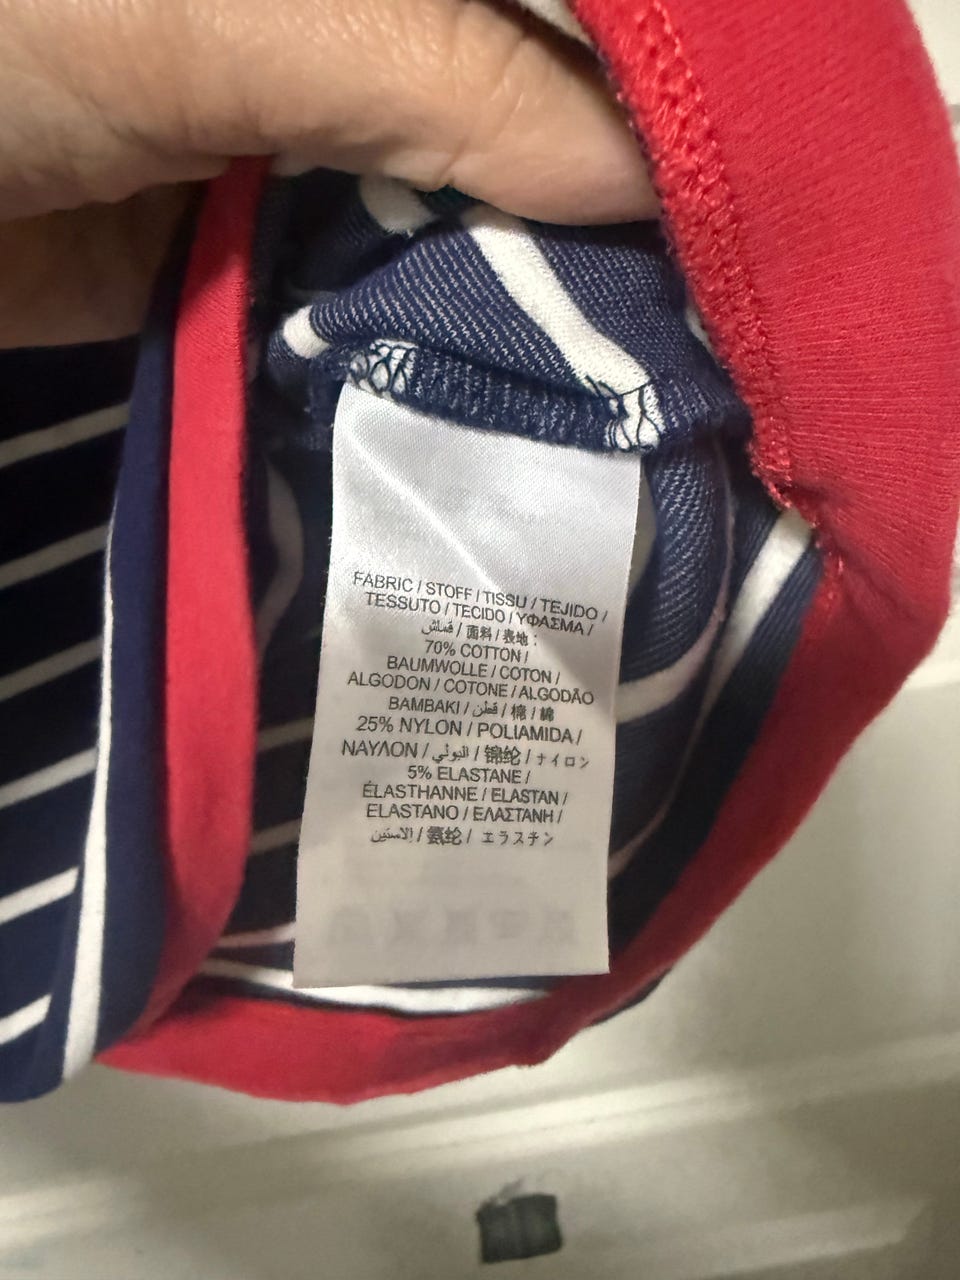 FABRIC / STOFF / TISSU / TEJIDO /
TESSUTO / TECIDO / ΥΦΑΣΜΑ /
قماش / 面料 / 表地 :
70% COTTON /
BAUMWOLLE / COTON /
ALGODON / COTONE / ALGODÃO
BAMBAKI / قطن / 棉 / 綿
25% NYLON / POLIAMIDA /
NAYΛON / البولي / 锦纶 / ナイロン
5% ELASTANE /
ÉLASTHANNE / ELASTAN /
ELASTANO / ΕΛΑΣΤΑΝΗ /
الاستين / 氨纶 / エラスチン